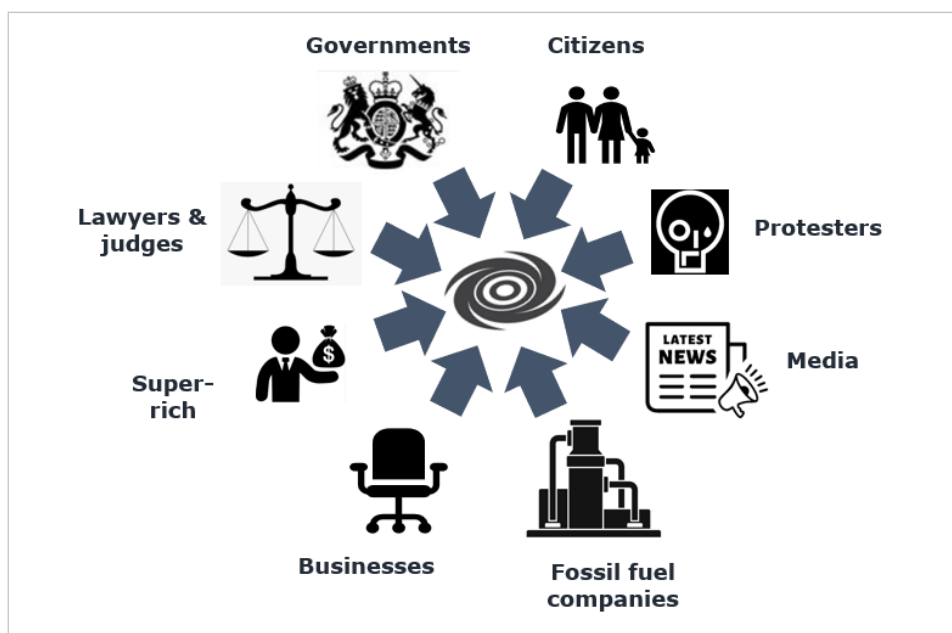 Governments
Citizens
Lawyers &
judges
Protesters
LATEST
NEWS
Media
$
Super-
rich
Businesses
Fossil fuel
companies